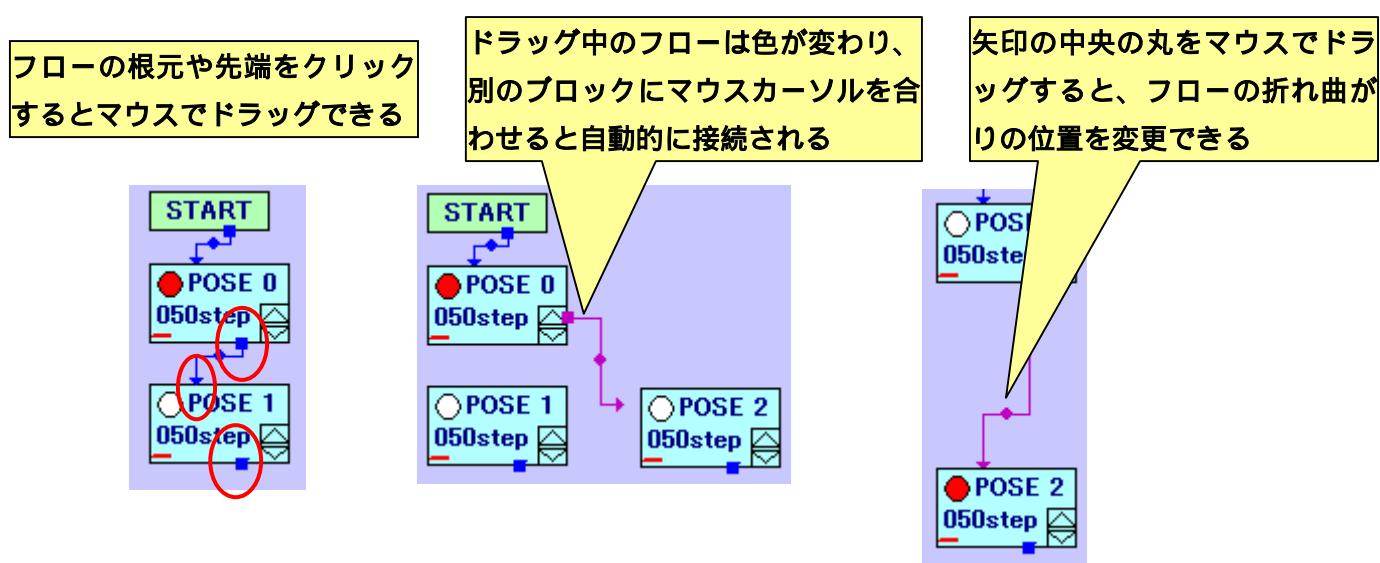 フローの根元や先端をクリック
するとマウスでドラッグできる
ドラッグ中のフローは色が変わり、
別のブロックにマウスカーソルを合
わせると自動的に接続される
矢印の中央の丸をマウスでドラ
ッグすると、フローの折れ曲が
りの位置を変更できる
START
POSE 0
050step
POSE 1
050step
START
POSE 0
050step
POSE 1
050step
POSE 2
050step
POS
050ste
POSE 2
050step